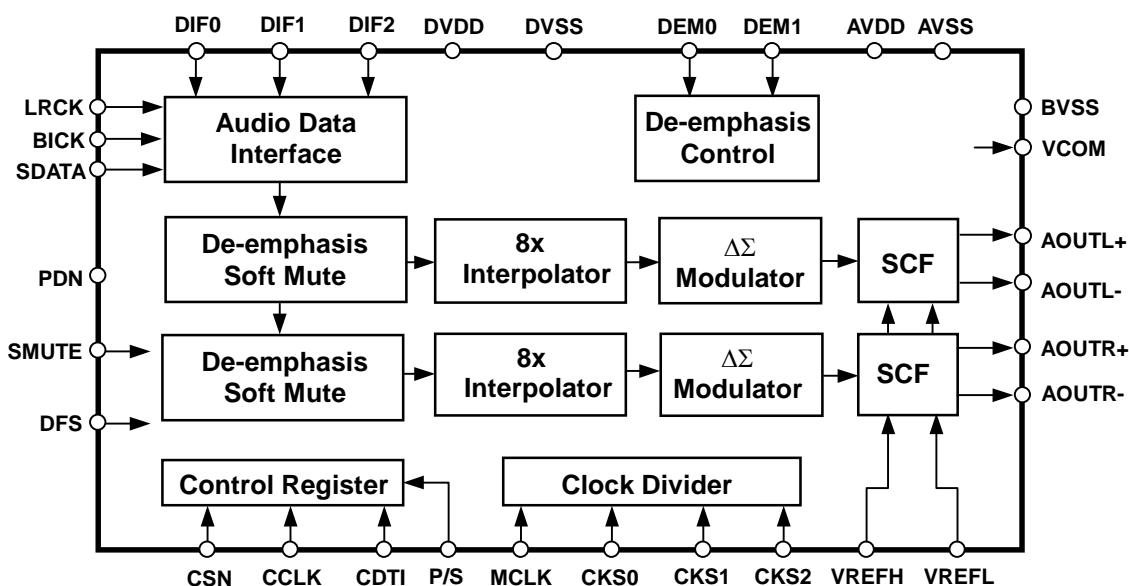 DIF0 DIF1 DIF2 DVDD DVSS DEM0 DEM1 AVDD AVSS
LRCK
BICK
SDATA
Audio Data
Interface
De-emphasis
Control
BVSS
VCOM
De-emphasis
Soft Mute
8x
Interpolator
ΔΣ
Modulator
SCF
AOUTL+
AOUTL-
PDN
SMUTE
DFS
De-emphasis
Soft Mute
8x
Interpolator
ΔΣ
Modulator
SCF
AOUTR+
AOUTR-
Control Register
Clock Divider
CSN CCLK CDTI P/S MCLK CKS0 CKS1 CKS2 VREFH VREFL